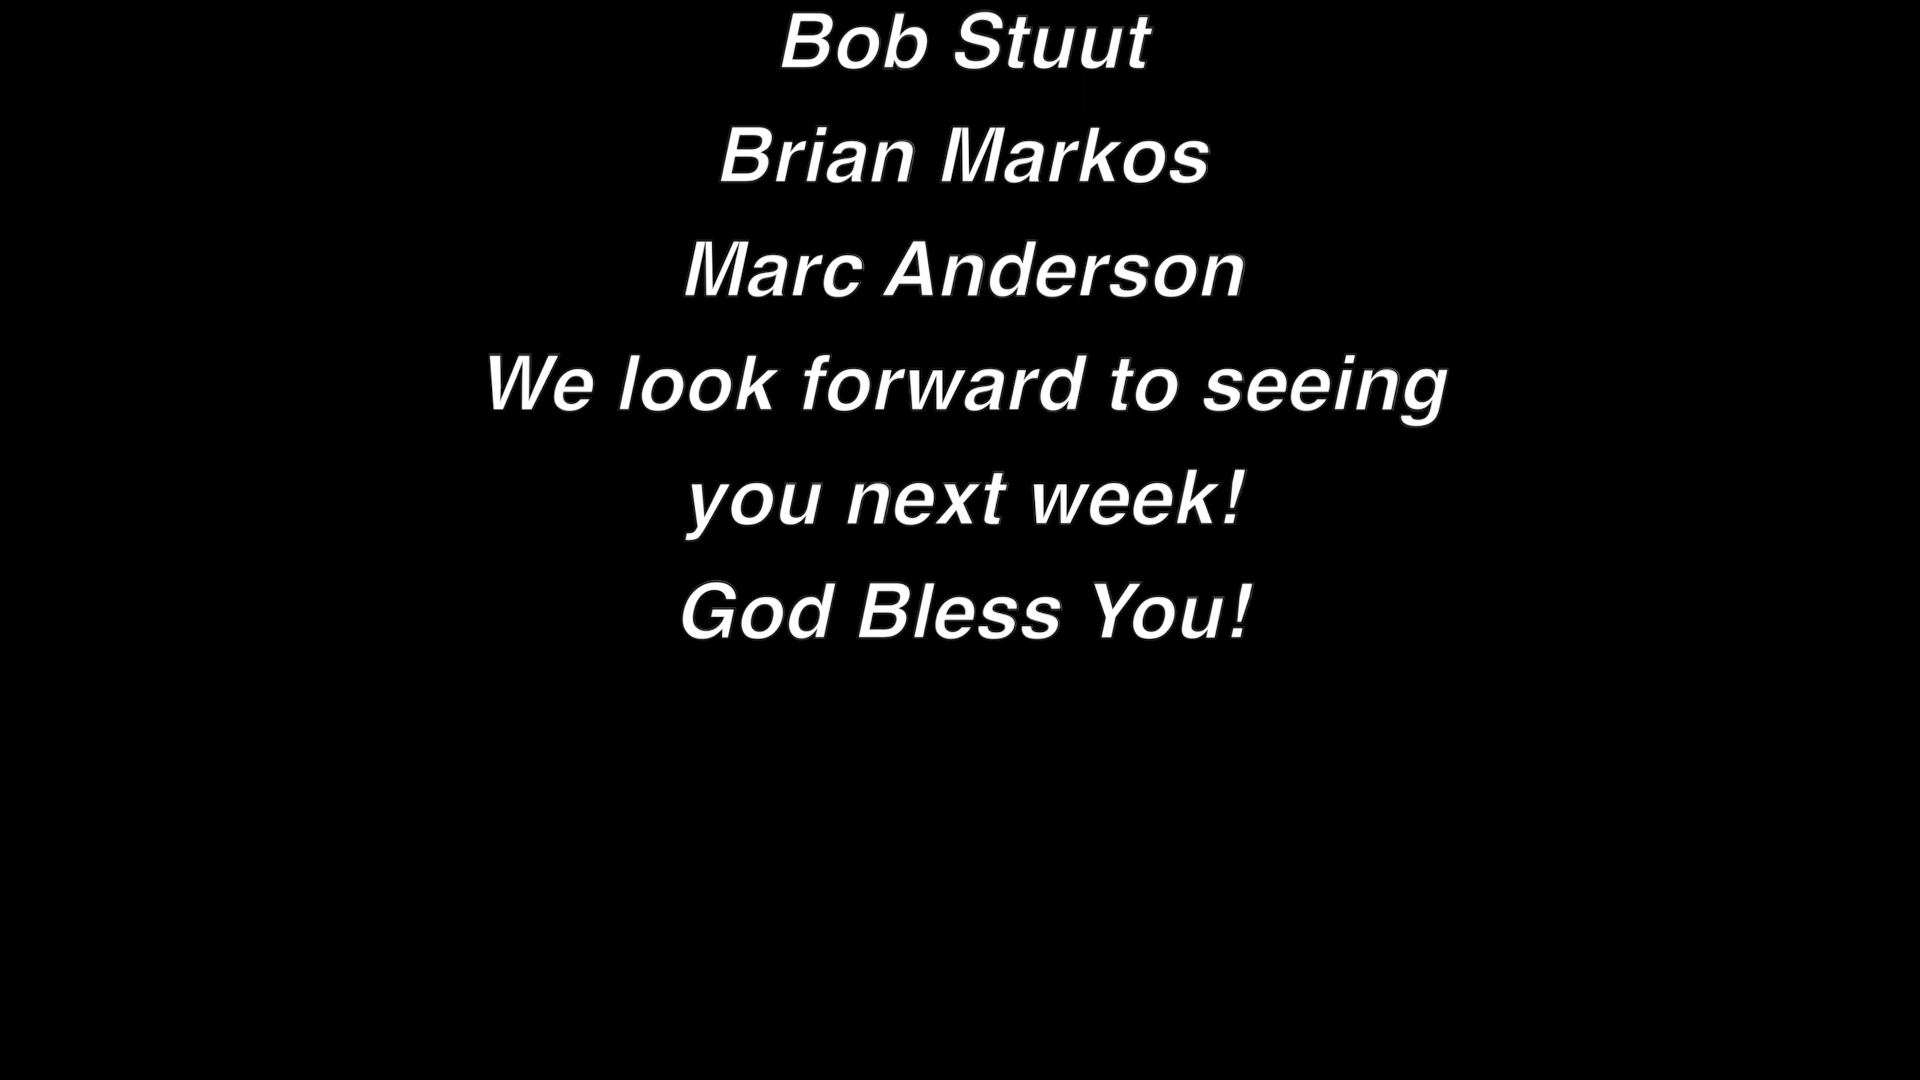 Bob Stuut
Brian Markos
Marc Anderson
We look forward to seeing
you next week!
God Bless You!